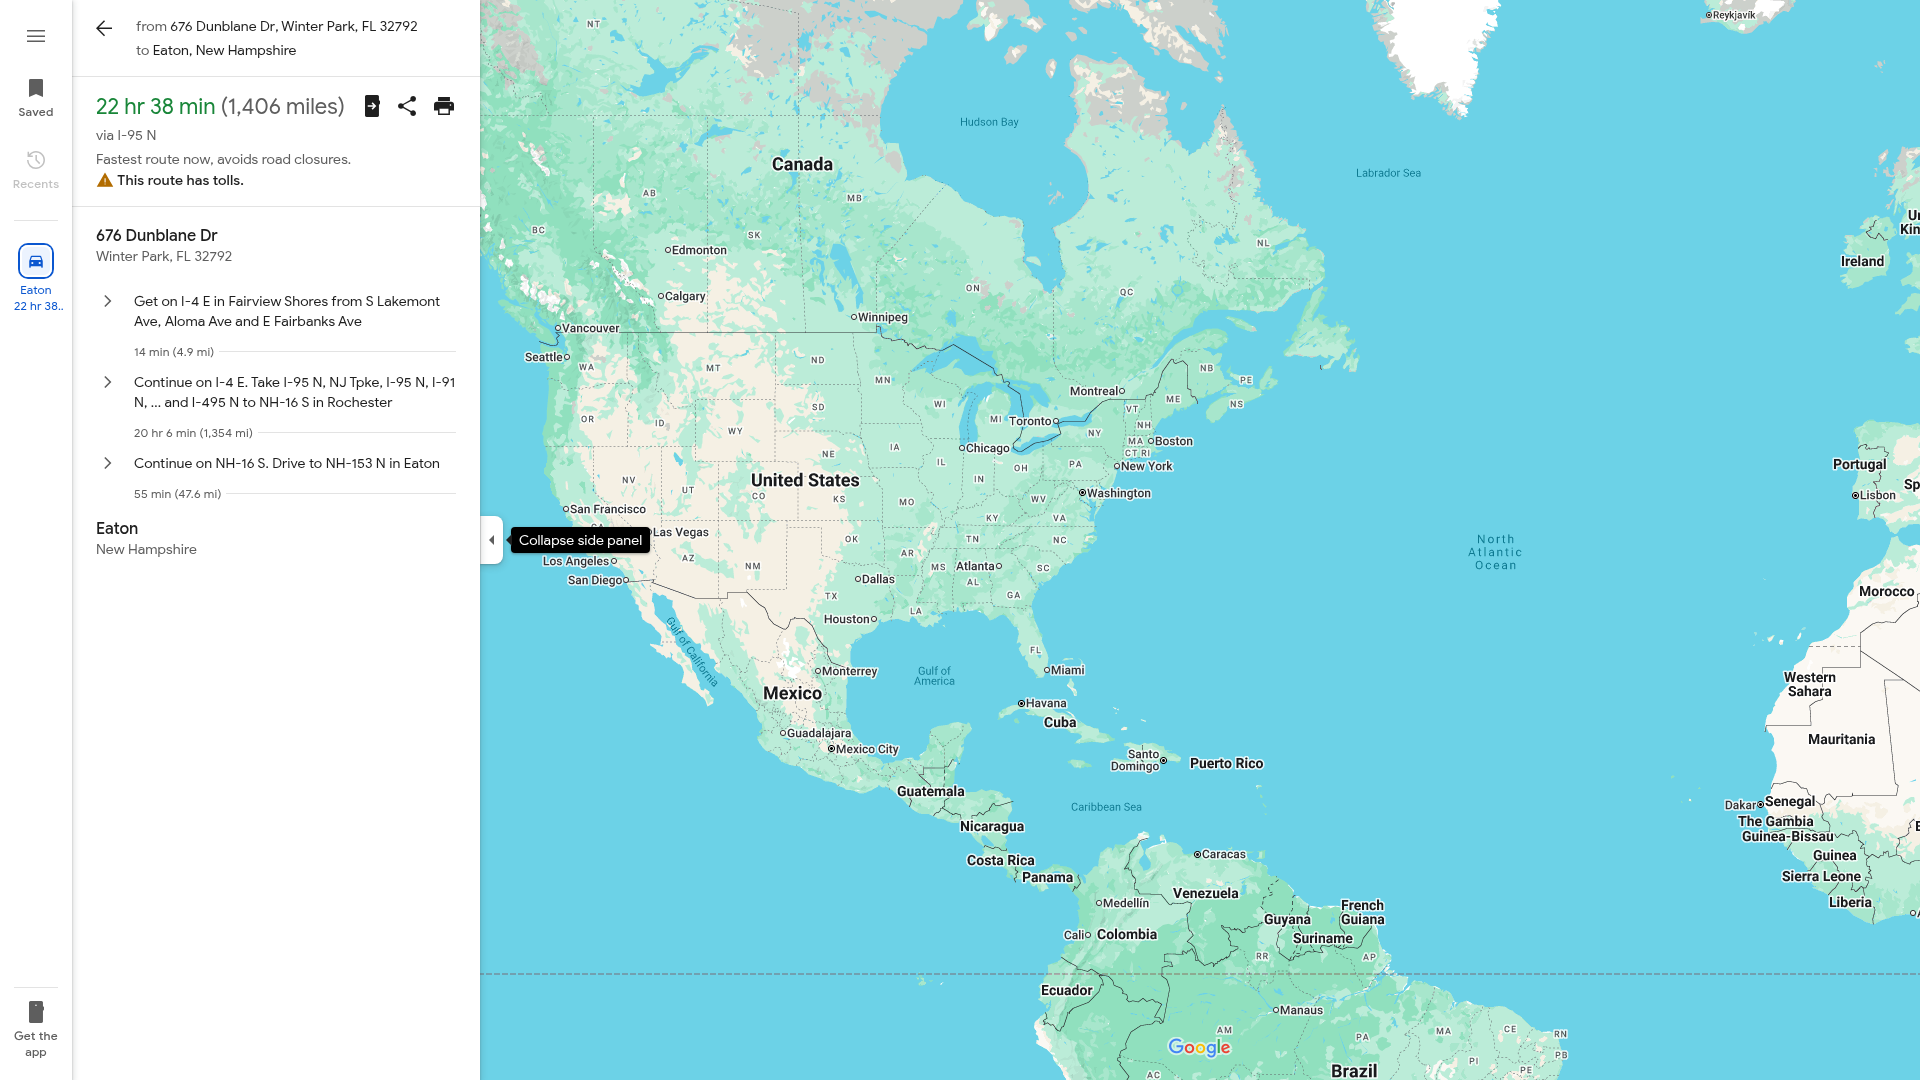 from 676 Dunblane Dr, Winter Park, FL 32792
to Eaton, New Hampshire
Saved
Recents
Eaton
22 hr 38..
Get the
app
22 hr 38 min (1,406 miles)
via I-95 N
Fastest route now, avoids road closures.
This route has tolls.
676 Dunblane Dr
Winter Park, FL 32792
Get on I-4 E in Fairview Shores from S Lakemont
Ave, Aloma Ave and E Fairbanks Ave
14 min (4.9 mi)
Continue on I-4 E. Take I-95 N, NJ Tpke, I-95 N, I-91
N, ... and I-495 N to NH-16 S in Rochester
20 hr 6 min (1,354 mi)
Continue on NH-16 S. Drive to NH-153 N in Eaton
55 min (47.6 mi)
Eaton
New Hampshire
Collapse side panel
Reykjavík
NT
Hudson Bay
Canada
Labrador Sea
AB
MB
BC
SK
NL
Edmonton
Ireland
ON
QC
Calgary
Winnipeg
Vancouver
Seattle
WA
ND
MT
MN
NB
PE
Montreal
ME
NS
OR
ID
SD
WI
MI
Toronto
VT
NH
WY
NY
MA
Boston
IA
Chicago
CT
RI
NE
IL
OH
PA
New York
Portugal
United States
NV
UT
CO
KS
IN
MO
WV
Washington
Lisbon
San Francisco
KY
VA
Las Vegas
OK
TN
NC
North
Atlantic
Ocean
AZ
NM
AR
MS
Atlanta
SC
Los Angeles
San Diego
Dallas
AL
TX
GA
LA
Morocco
Houston
Gulf of California
FL
Monterrey
Gulf of
America
Miami
Western
Sahara
Mexico
Havana
Cuba
Guadalajara
Mexico City
Mauritania
Santo
Domingo
Puerto Rico
Guatemala
Caribbean Sea
Dakar
Senegal
The Gambia
Guinea-Bissau
Nicaragua
Costa Rica
Panama
Caracas
Guinea
Sierra Leone
Liberia
Venezuela
Medellín
French
Guiana
Guyana
Suriname
Cali
Colombia
RR
AP
Ecuador
Manaus
AM
PA
MA
CE
RN
PB
PI
PE
AC
Brazil
Google